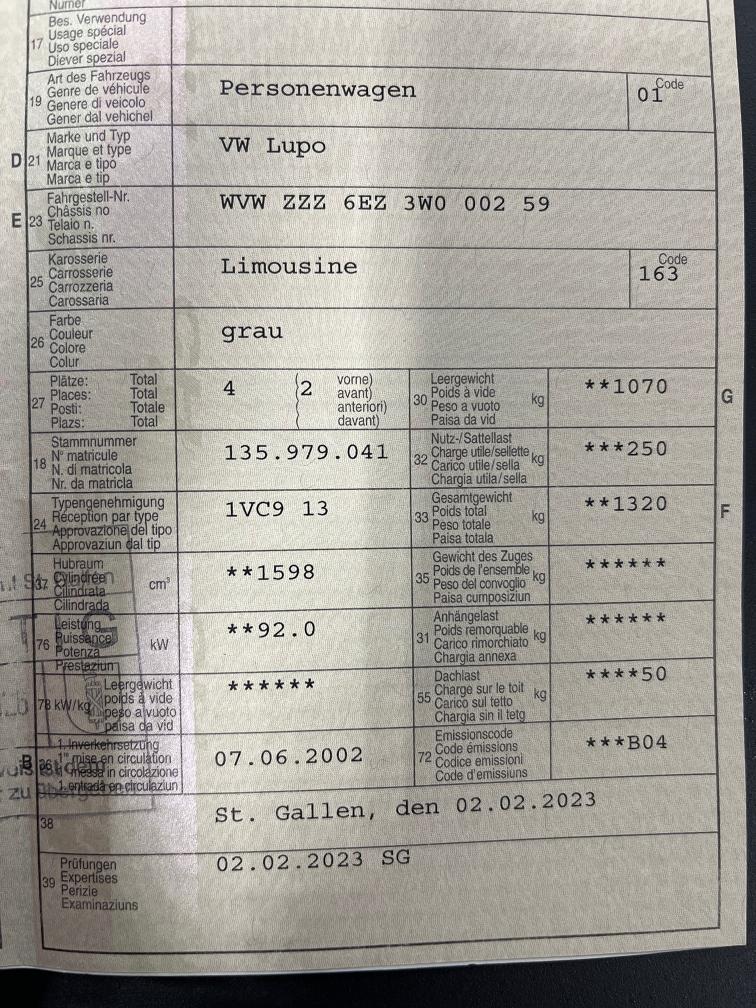 Numer
17 Bes. Verwendung
Usage spécial
Uso speciale
Diever spezial
19 Art des Fahrzeugs
Genre de véhicule
Genere di veicolo
Gener dal vehichel
Personenwagen
Code
01
D 21 Marke und Typ
Marque et type
Marca e tipo
Marca e tip
VW Lupo
E 23 Fahrgestell-Nr.
Châssis no
Telaio n.
Schassis nr.
WVW ZZZ 6EZ 3W0 002 59
25 Karosserie
Carrosserie
Carrozzeria
Carossaria
Limousine
Code
163
26 Farbe
Couleur
Colore
Colur
grau
27 Plätze: Total
Places: Total
Posti: Totale
Plazs: Total
4 (2 vorne)
avant)
anteriori)
davant)
30 Leergewicht
Poids à vide
Peso a vuoto
Paisa da vid
kg
**1070
G
18 Stammnummer
N° matricule
N. di matricola
Nr. da matricla
135.979.041
32 Nutz-/Sattellast
Charge utile/sellette
Carico utile/sella
Chargia utila/sella
kg
***250
24 Typengenehmigung
Réception par type
Approvazione del tipo
Approvaziun dal tip
1VC9 13
33 Gesamtgewicht
Poids total
Peso totale
Paisa totala
kg
**1320
F
37 Hubraum
Cylindrée
Cilindrata
Cilindrada
cm³
**1598
35 Gewicht des Zuges
Poids de l'ensemble
Peso del convoglio
Paisa cumposiziun
kg
******
76 Leistung
Puissance
Potenza
Prestaziun
kW
**92.0
31 Anhängelast
Poids remorquable
Carico rimorchiato
Chargia annexa
kg
******
78 kW/kg Leergewicht
poids à vide
peso a vuoto
paisa da vid
******
55 Dachlast
Charge sur le toit
Carico sul tetto
Chargia sin il tetg
kg
****50
B 36 1. Inverkehrsetzung
1re mise en circulation
1a messa in circolazione
1. entrada en circulaziun
07.06.2002
72 Emissionscode
Code émissions
Codice emissioni
Code d'emissiuns
***B04
38
St. Gallen, den 02.02.2023
39 Prüfungen
Expertises
Perizie
Examinaziuns
02.02.2023 SG